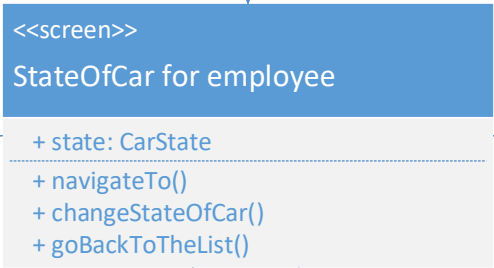 <<screen>>
StateOfCar for employee
+ state: CarState
+ navigateTo()
+ changeStateOfCar()
+ goBackToTheList()